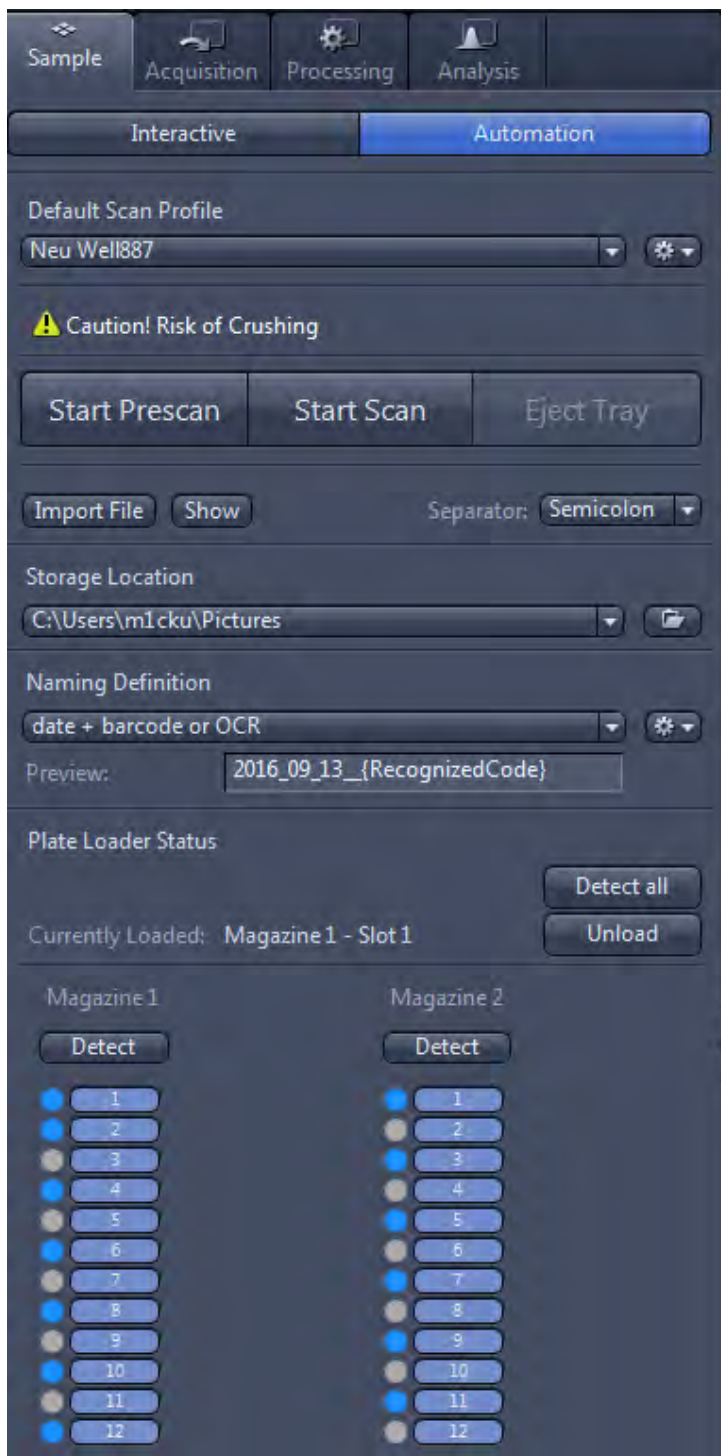 Sample Acquisition Processing Analysis
Interactive Automation
Default Scan Profile
Neu Well887
Caution! Risk of Crushing
Start Prescan Start Scan Eject Tray
Import File Show Separator: Semicolon
Storage Location
C:\Users\m1cku\Pictures
Naming Definition
date + barcode or OCR
Preview: 2016_09_13__{RecognizedCode}
Plate Loader Status
Detect all
Currently Loaded: Magazine 1 - Slot 1 Unload
Magazine 1 Magazine 2
Detect Detect
1 1
2 2
3 3
4 4
5 5
6 6
7 7
8 8
9 9
10 10
11 11
12 12